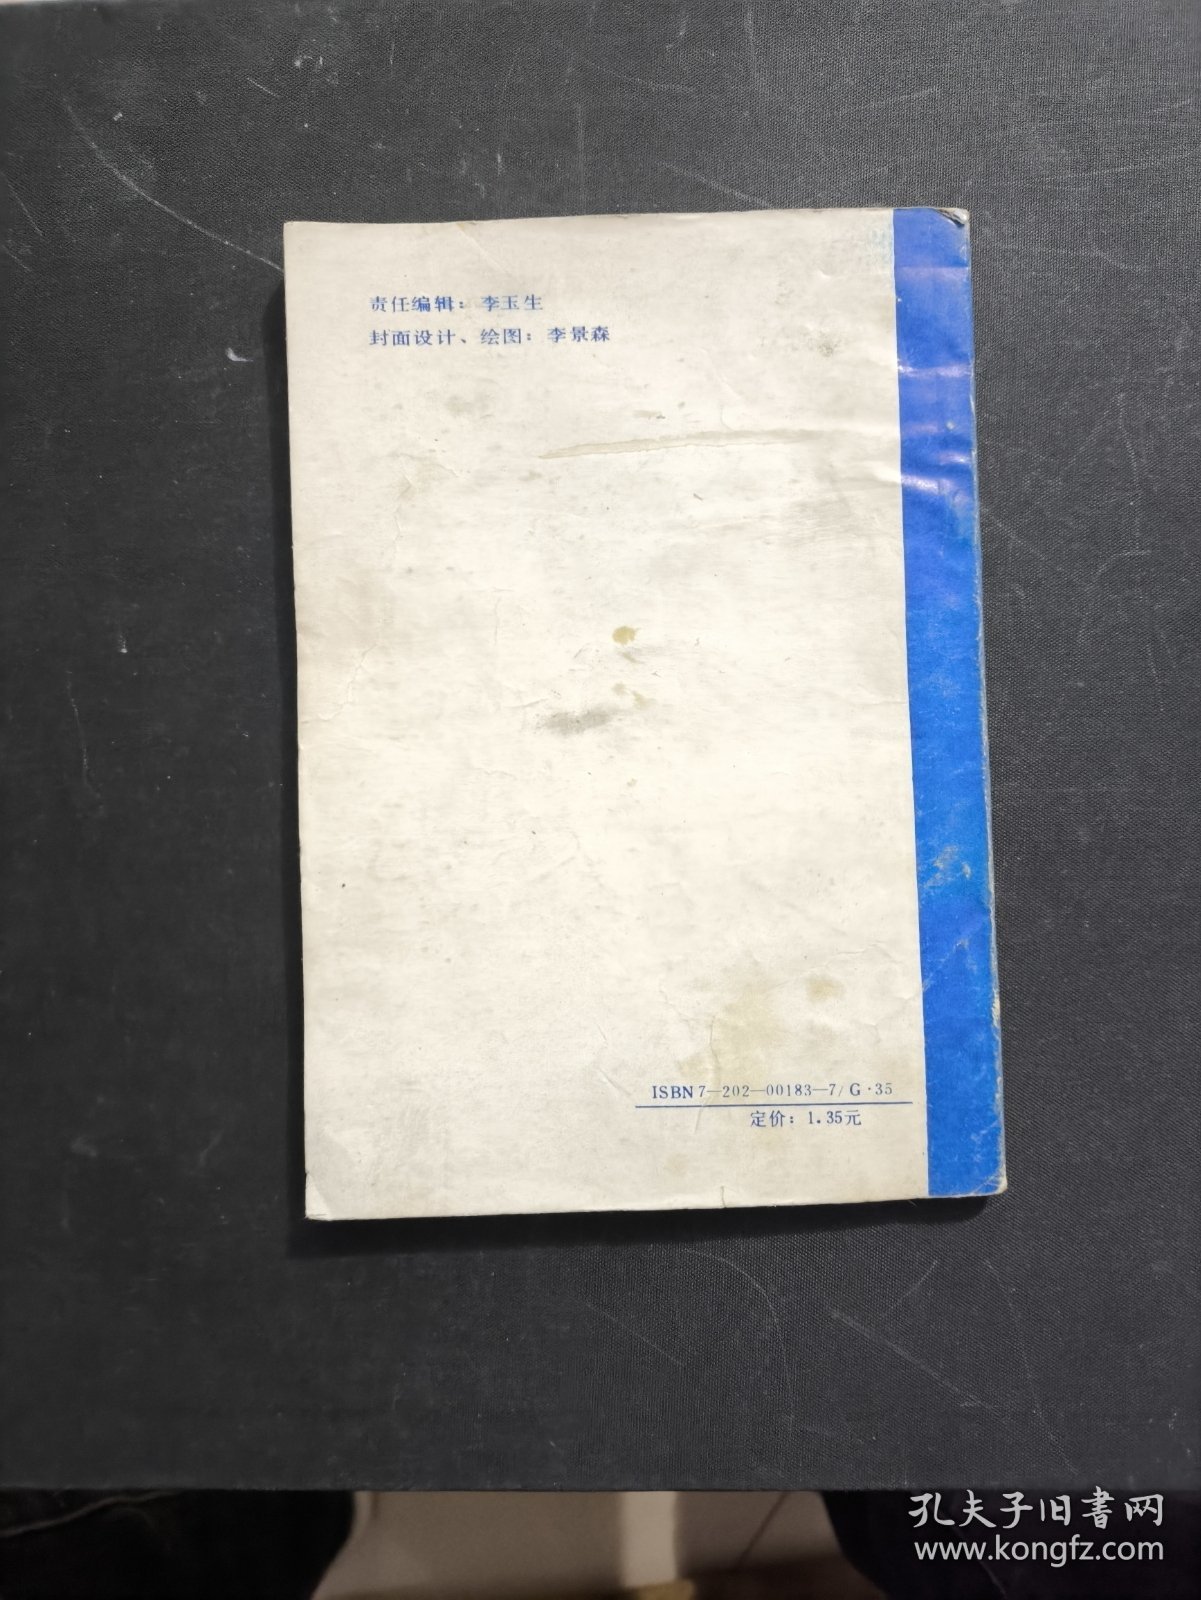 责任编辑：李玉生
封面设计、绘图：李景森
ISBN 7—202—00183—7/G·35
定价：1.35元
孔夫子旧书网
www.kongfz.com